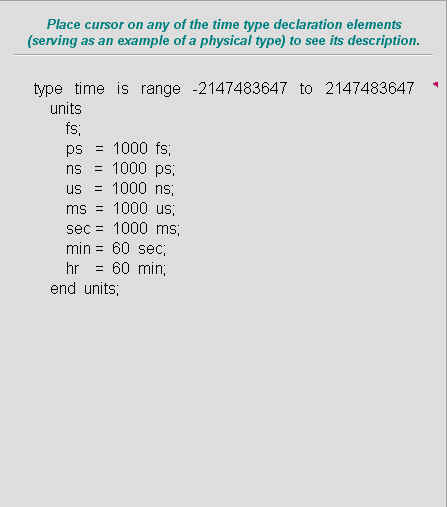 Place cursor on any of the time type declaration elements
(serving as an example of a physical type) to see its description.
type time is range -2147483647 to 2147483647
units
fs;
ps = 1000 fs;
ns = 1000 ps;
us = 1000 ns;
ms = 1000 us;
sec = 1000 ms;
min = 60 sec;
hr = 60 min;
end units;